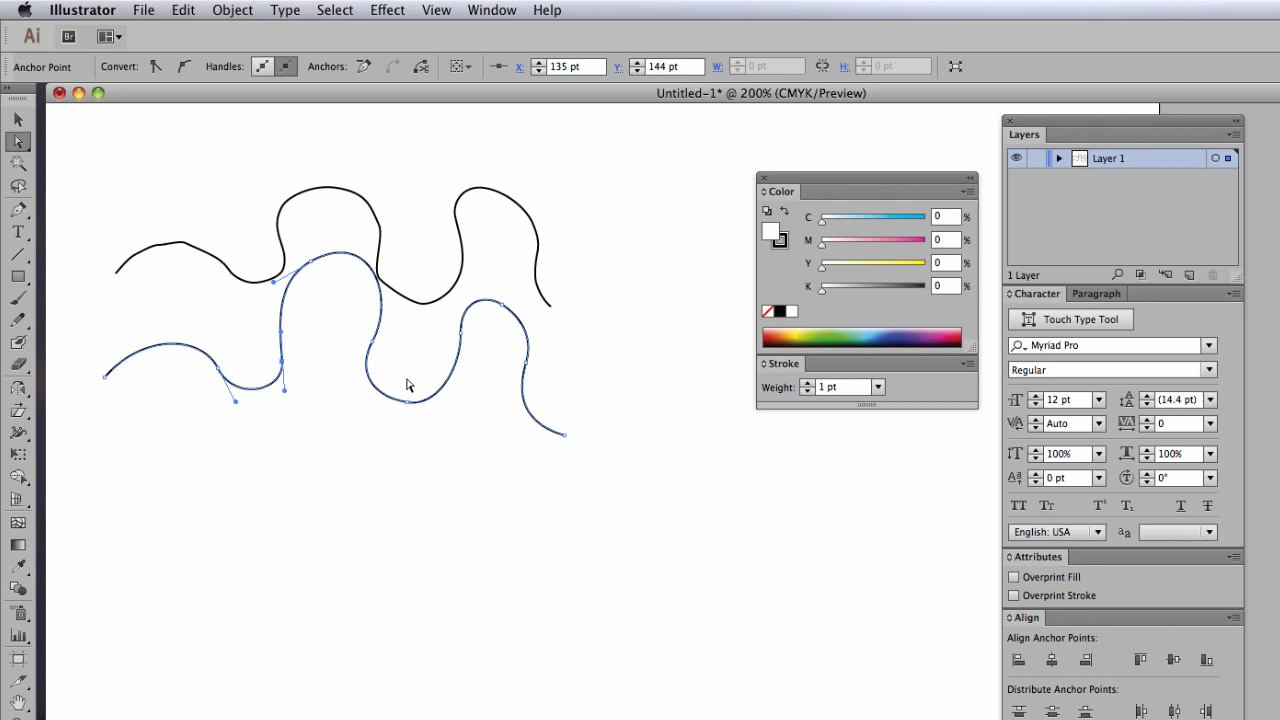 Illustrator File Edit Object Type Select Effect View Window Help
Ai Br
Anchor Point Convert: Handles: Anchors: X: 135 pt Y: 144 pt W: 0 pt H: 0 pt
Untitled-1* @ 200% (CMYK/Preview)
Layers
Layer 1
1 Layer
Color
C 0 %
M 0 %
Y 0 %
K 0 %
Stroke
Weight: 1 pt
Character Paragraph
Touch Type Tool
Myriad Pro
Regular
12 pt (14.4 pt)
Auto 0
100% 100%
0 pt 0°
English: USA
Attributes
Overprint Fill
Overprint Stroke
Align
Align Anchor Points:
Distribute Anchor Points: